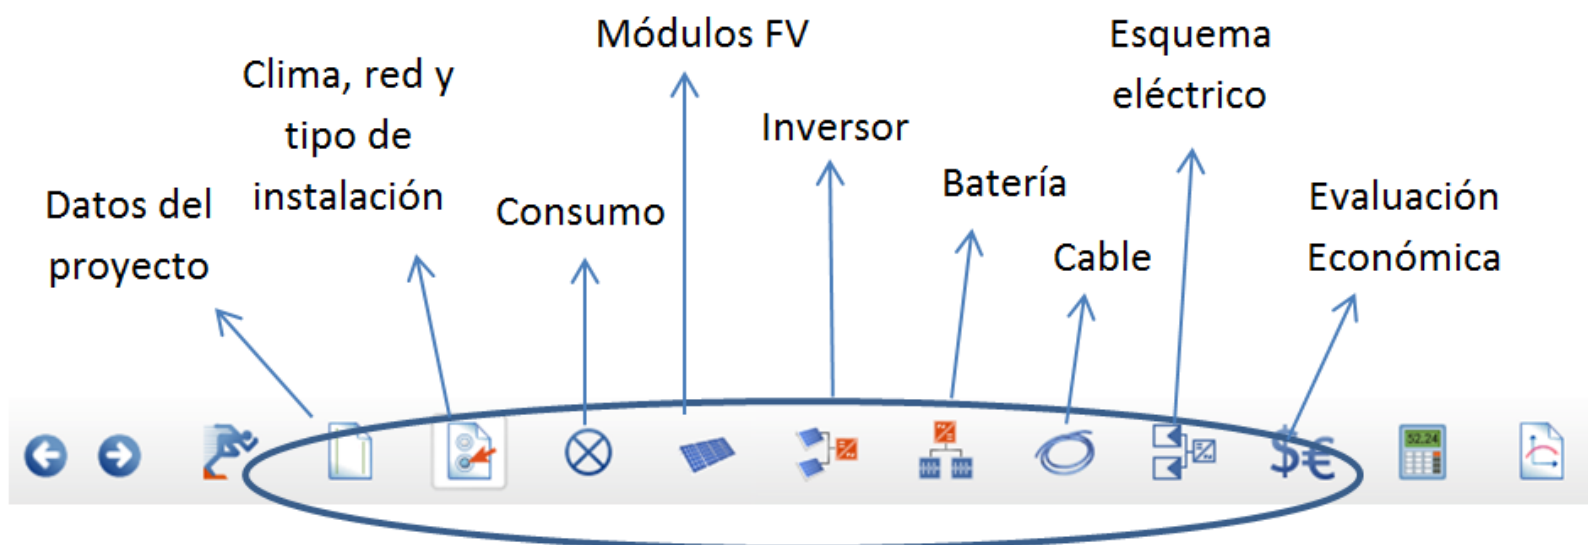 Datos del
proyecto
Clima, red y
tipo de
instalación
Consumo
Módulos FV
Inversor
Batería
Cable
Esquema
eléctrico
Evaluación
Económica
$€
52.24